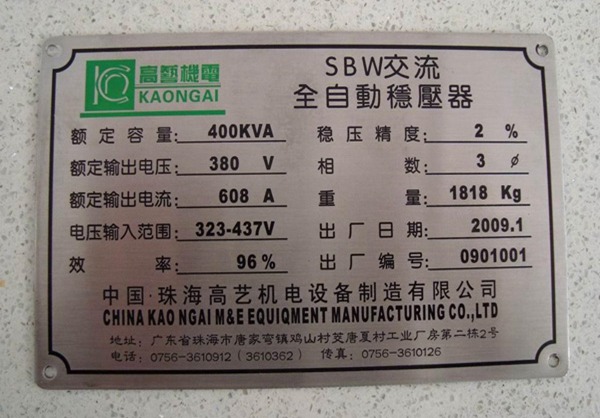 高藝機電
KAONGAI
SBW交流
全自動穩壓器
额定容量: 400KVA 稳压精度: 2 %
额定输出电压: 380 V 相数: 3 ø
额定输出电流: 608 A 重量: 1818 Kg
电压输入范围: 323-437V 出厂日期: 2009.1
效率: 96% 出厂编号: 0901001
中国·珠海高艺机电设备制造有限公司
CHINA KAO NGAI M&E EQUIQMENT MANUFACTURING CO.,LTD
地址: 广东省珠海市唐家弯镇鸡山村芡唐夏村工业厂房第二栋2号
电话: 0756-3610912 (3610362) 传真: 0756-3610126